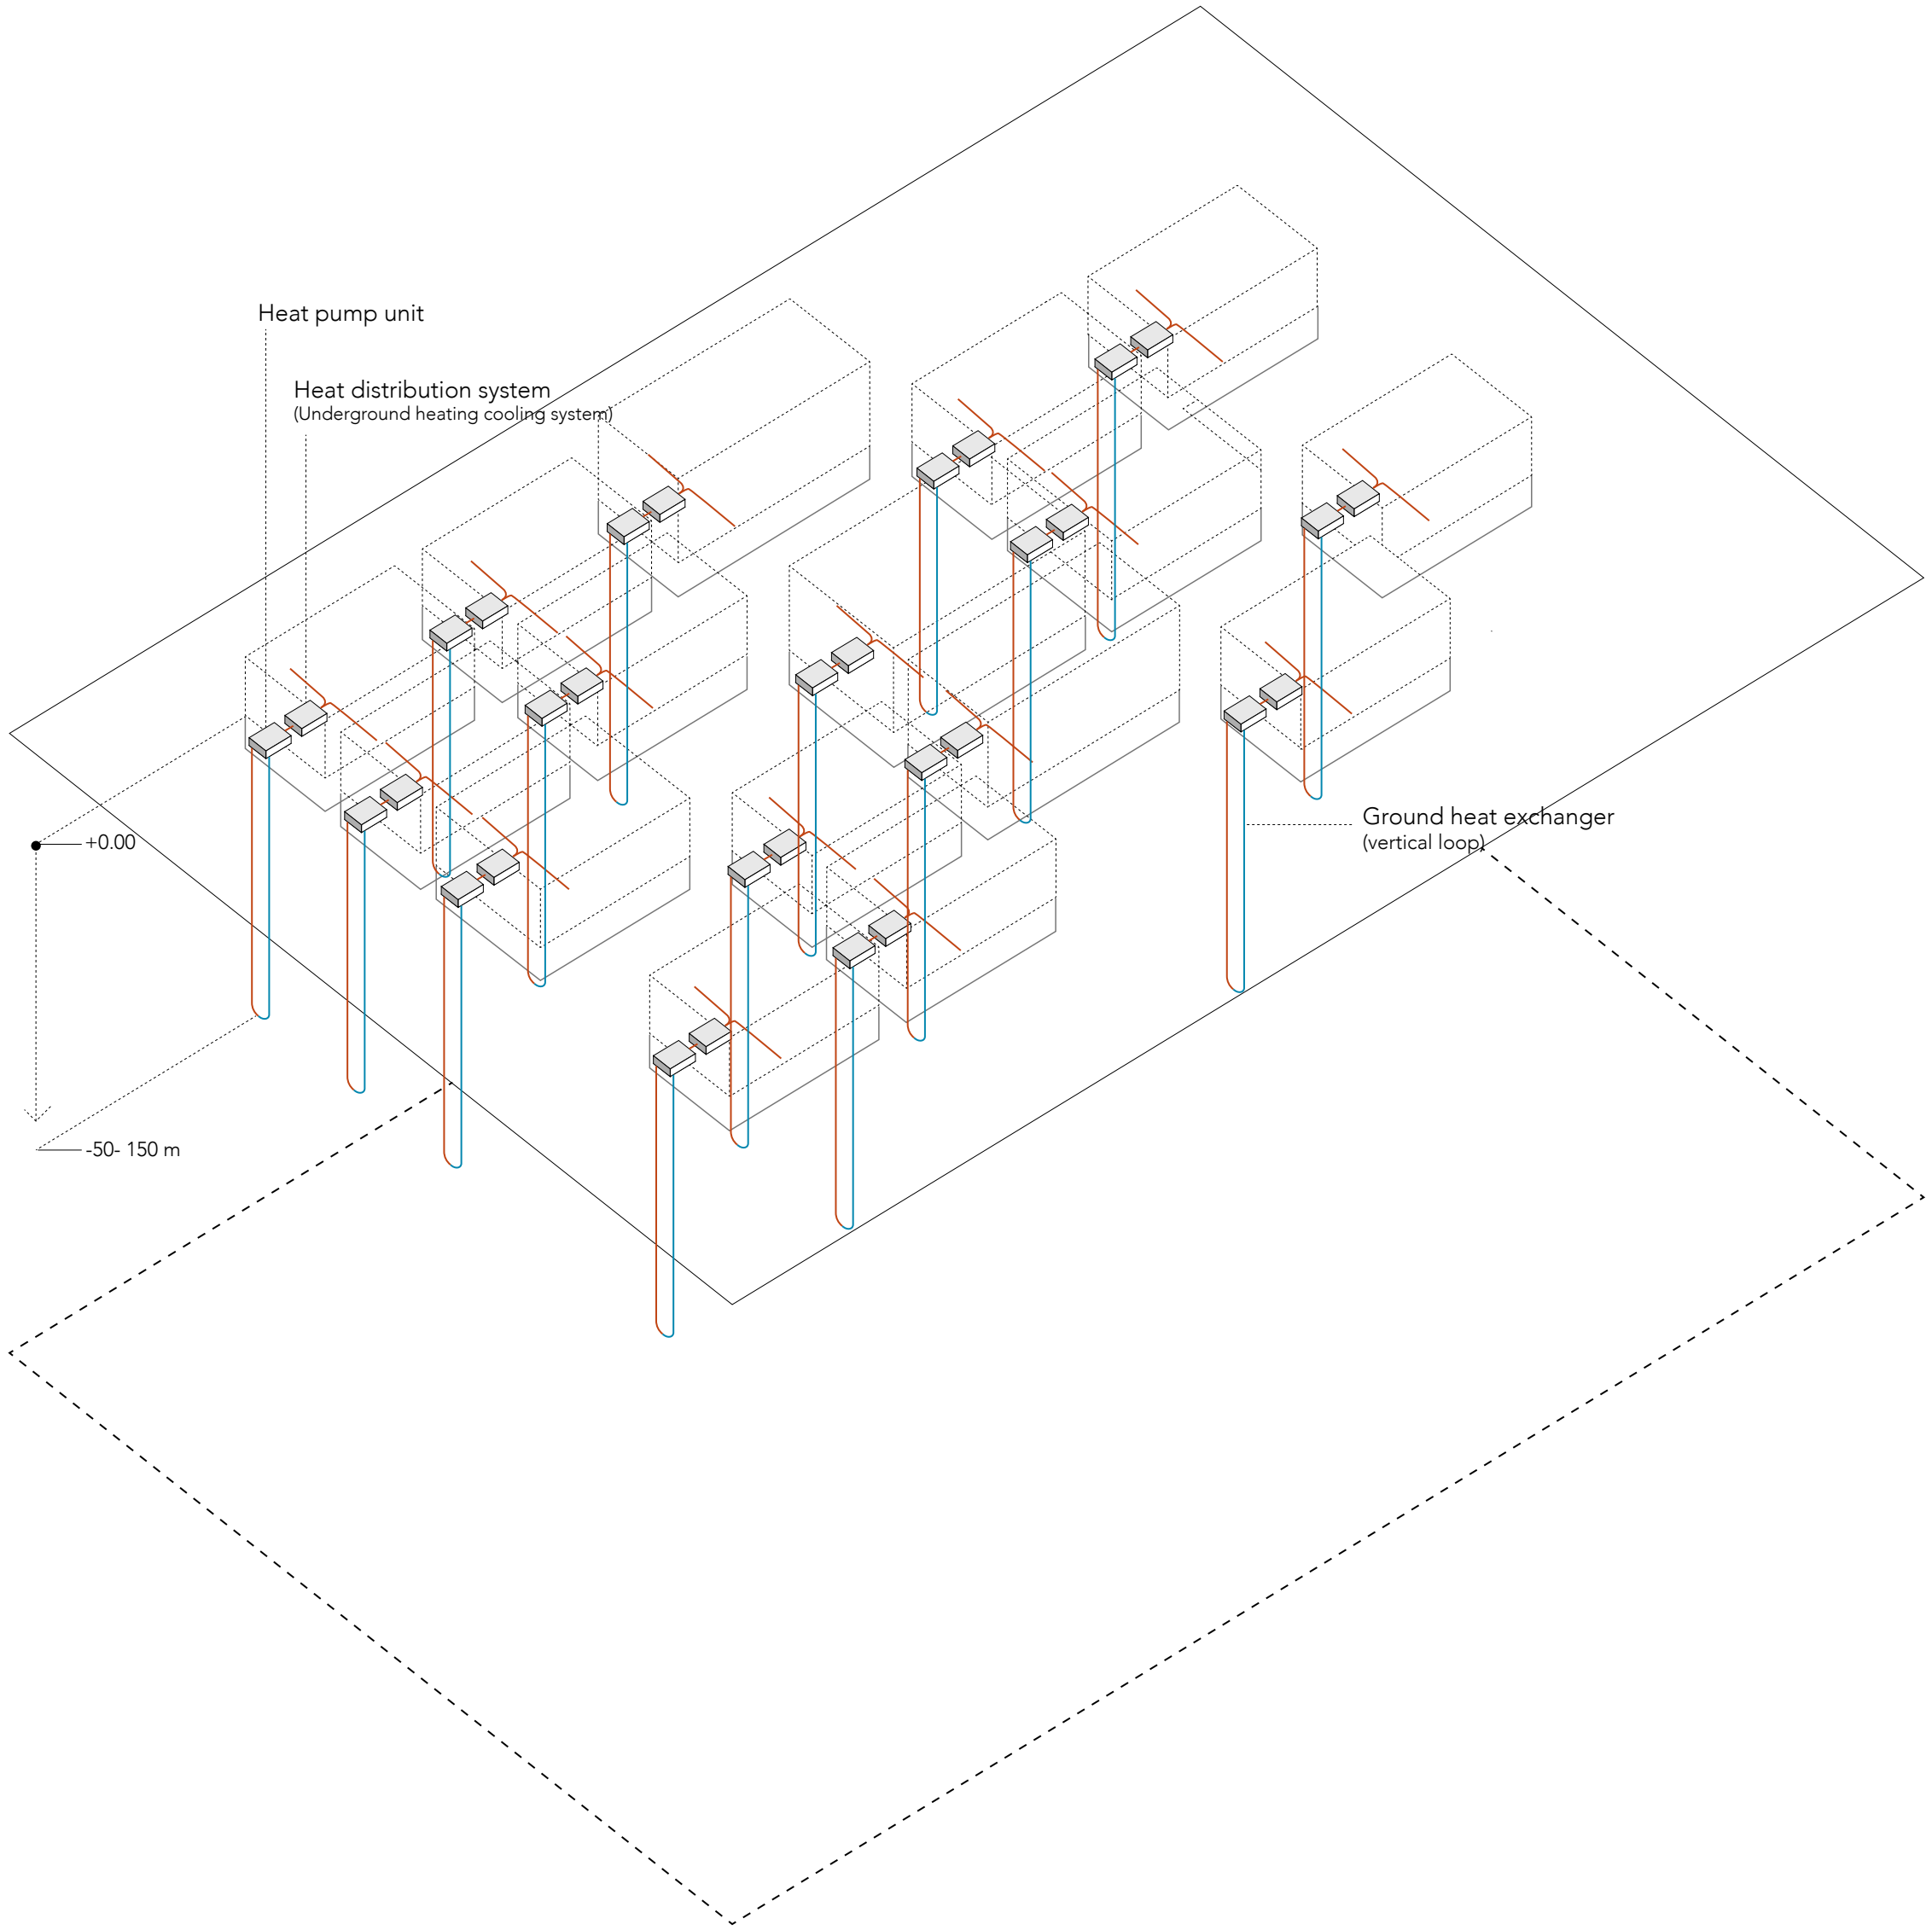 Heat pump unit
Heat distribution system
(Underground heating cooling system)
Ground heat exchanger
(vertical loop)
+0.00
-50- 150 m